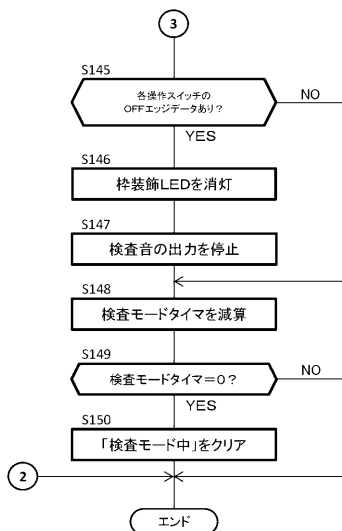 3
S145
各操作スイッチの
OFFエッジデータあり？
NO
YES
S146
枠装飾LEDを消灯
S147
検査音の出力を停止
S148
検査モードタイマを減算
S149
検査モードタイマ=0？
NO
YES
S150
「検査モード中」をクリア
2
エンド